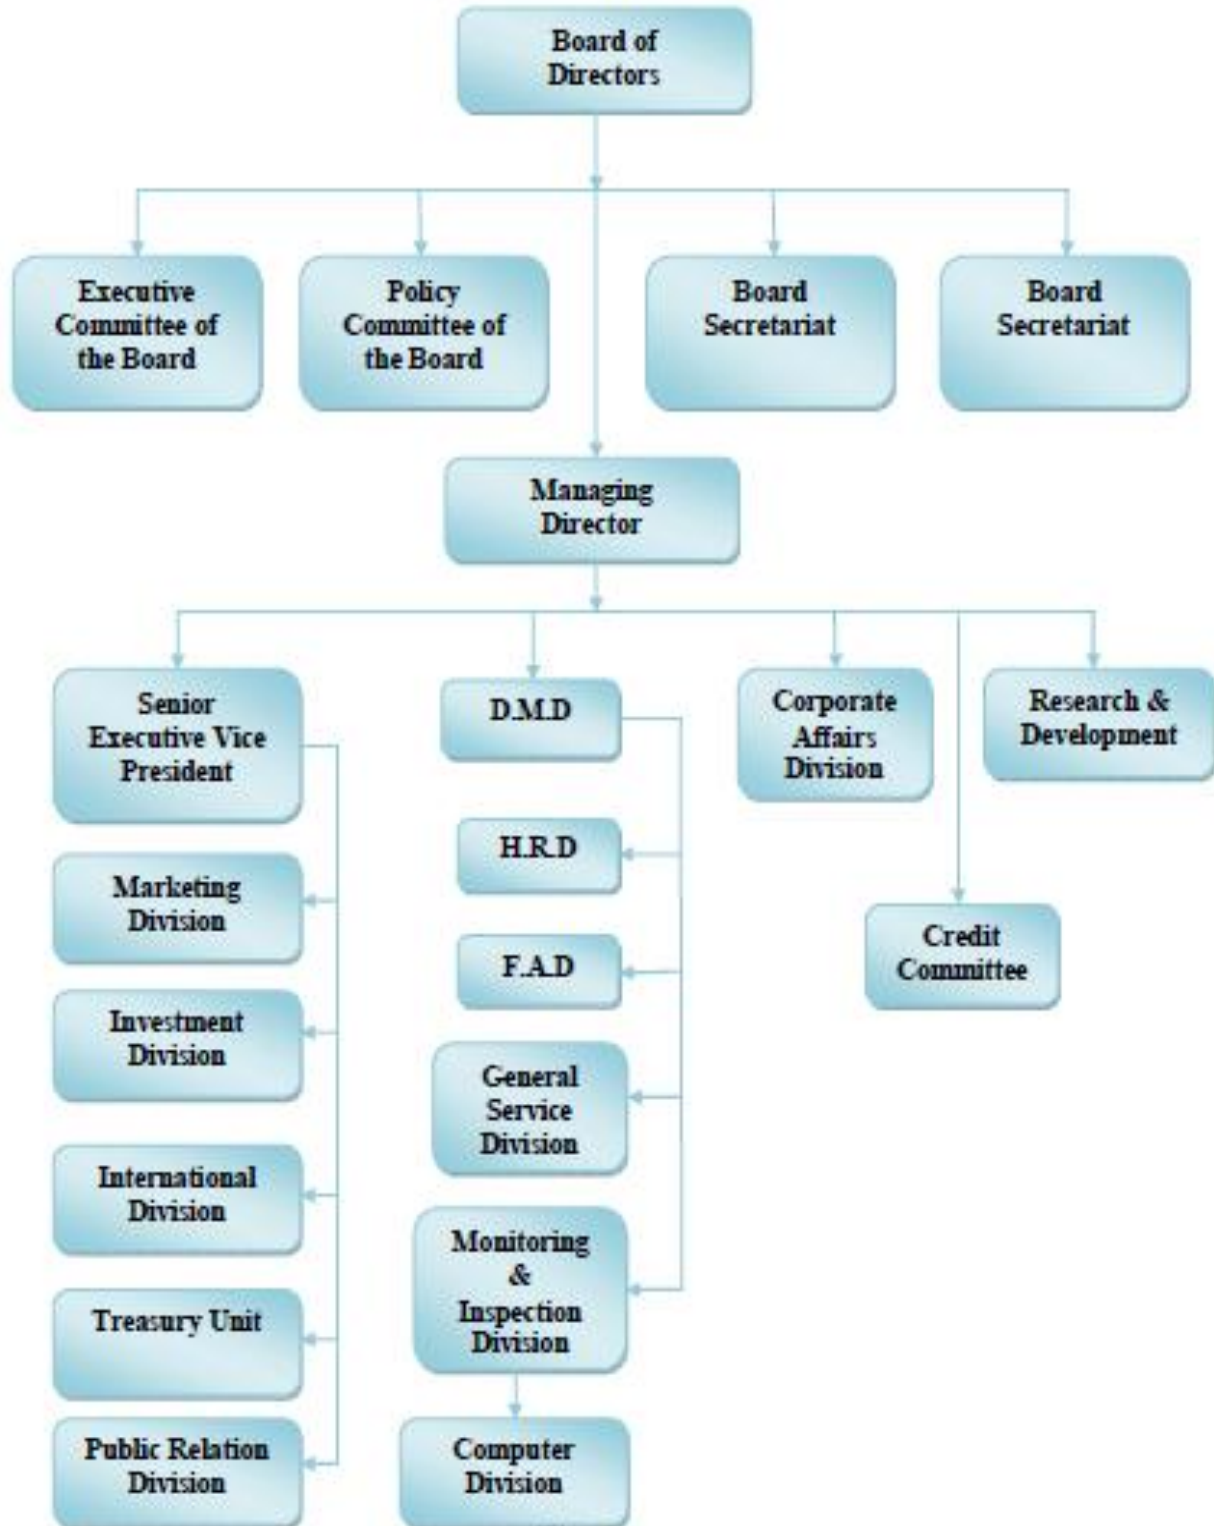 Board of
Directors
Executive
Committee of
the Board
Policy
Committee of
the Board
Board
Secretariat
Board
Secretariat
Managing
Director
Senior
Executive Vice
President
D.M.D
Corporate
Affairs
Division
Research &
Development
Marketing
Division
H.R.D
F.A.D
Credit
Committee
Investment
Division
General
Service
Division
International
Division
Monitoring
&
Inspection
Division
Treasury Unit
Public Relation
Division
Computer
Division